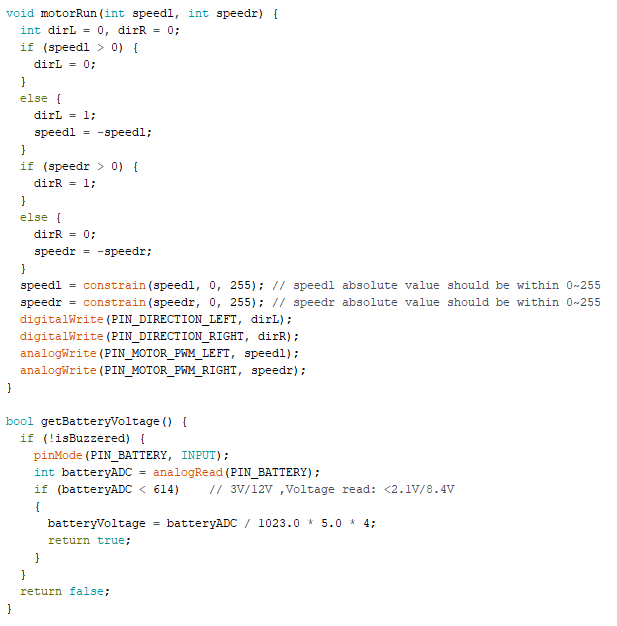 void motorRun(int speedl, int speedr) {
  int dirL = 0, dirR = 0;
  if (speedl > 0) {
    dirL = 0;
  }
  else {
    dirL = 1;
    speedl = -speedl;
  }
  if (speedr > 0) {
    dirR = 1;
  }
  else {
    dirR = 0;
    speedr = -speedr;
  }
  speedl = constrain(speedl, 0, 255); // speedl absolute value should be within 0~255
  speedr = constrain(speedr, 0, 255); // speedr absolute value should be within 0~255
  digitalWrite(PIN_DIRECTION_LEFT, dirL);
  digitalWrite(PIN_DIRECTION_RIGHT, dirR);
  analogWrite(PIN_MOTOR_PWM_LEFT, speedl);
  analogWrite(PIN_MOTOR_PWM_RIGHT, speedr);
}

bool getBatteryVoltage() {
  if (!isBuzzered) {
    pinMode(PIN_BATTERY, INPUT);
    int batteryADC = analogRead(PIN_BATTERY);
    if (batteryADC < 614)    // 3V/12V ,Voltage read: <2.1V/8.4V
    {
      batteryVoltage = batteryADC / 1023.0 * 5.0 * 4;
      return true;
    }
  }
  return false;
}